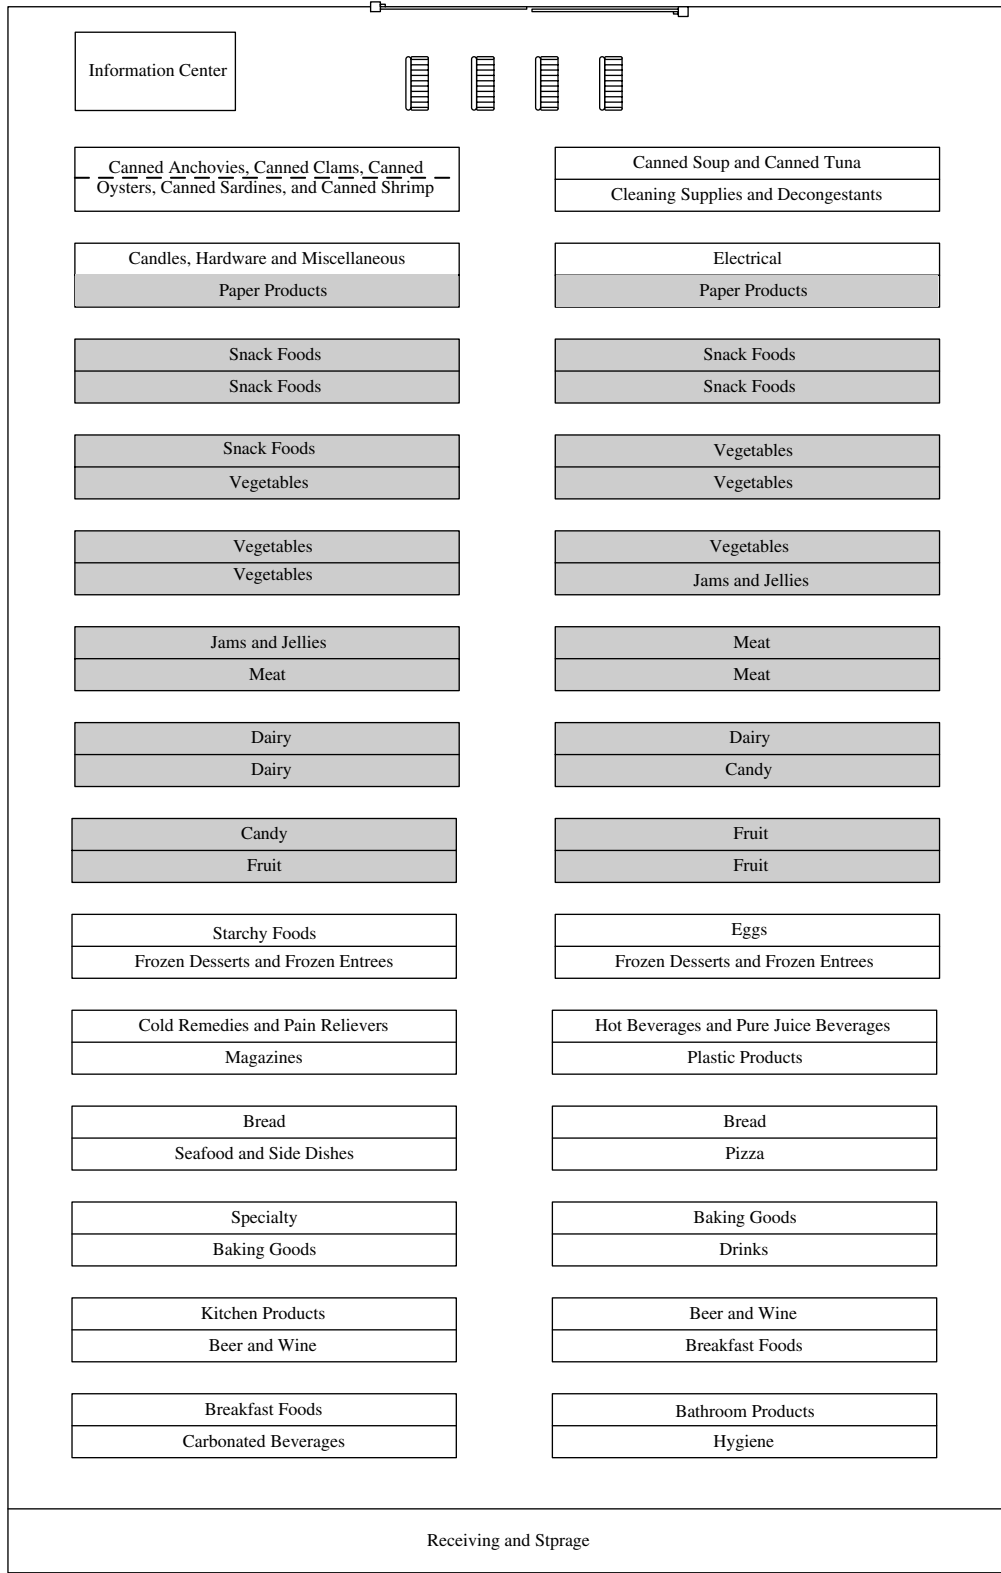 Information Center
Canned Anchovies, Canned Clams, Canned
Oysters, Canned Sardines, and Canned Shrimp
Canned Soup and Canned Tuna
Cleaning Supplies and Decongestants
Candles, Hardware and Miscellaneous
Paper Products
Electrical
Paper Products
Snack Foods
Snack Foods
Snack Foods
Snack Foods
Snack Foods
Vegetables
Vegetables
Vegetables
Vegetables
Vegetables
Vegetables
Jams and Jellies
Jams and Jellies
Meat
Meat
Meat
Dairy
Dairy
Dairy
Candy
Candy
Fruit
Fruit
Fruit
Starchy Foods
Frozen Desserts and Frozen Entrees
Eggs
Frozen Desserts and Frozen Entrees
Cold Remedies and Pain Relievers
Magazines
Hot Beverages and Pure Juice Beverages
Plastic Products
Bread
Seafood and Side Dishes
Bread
Pizza
Specialty
Baking Goods
Baking Goods
Drinks
Kitchen Products
Beer and Wine
Beer and Wine
Breakfast Foods
Breakfast Foods
Carbonated Beverages
Bathroom Products
Hygiene
Receiving and Stprage